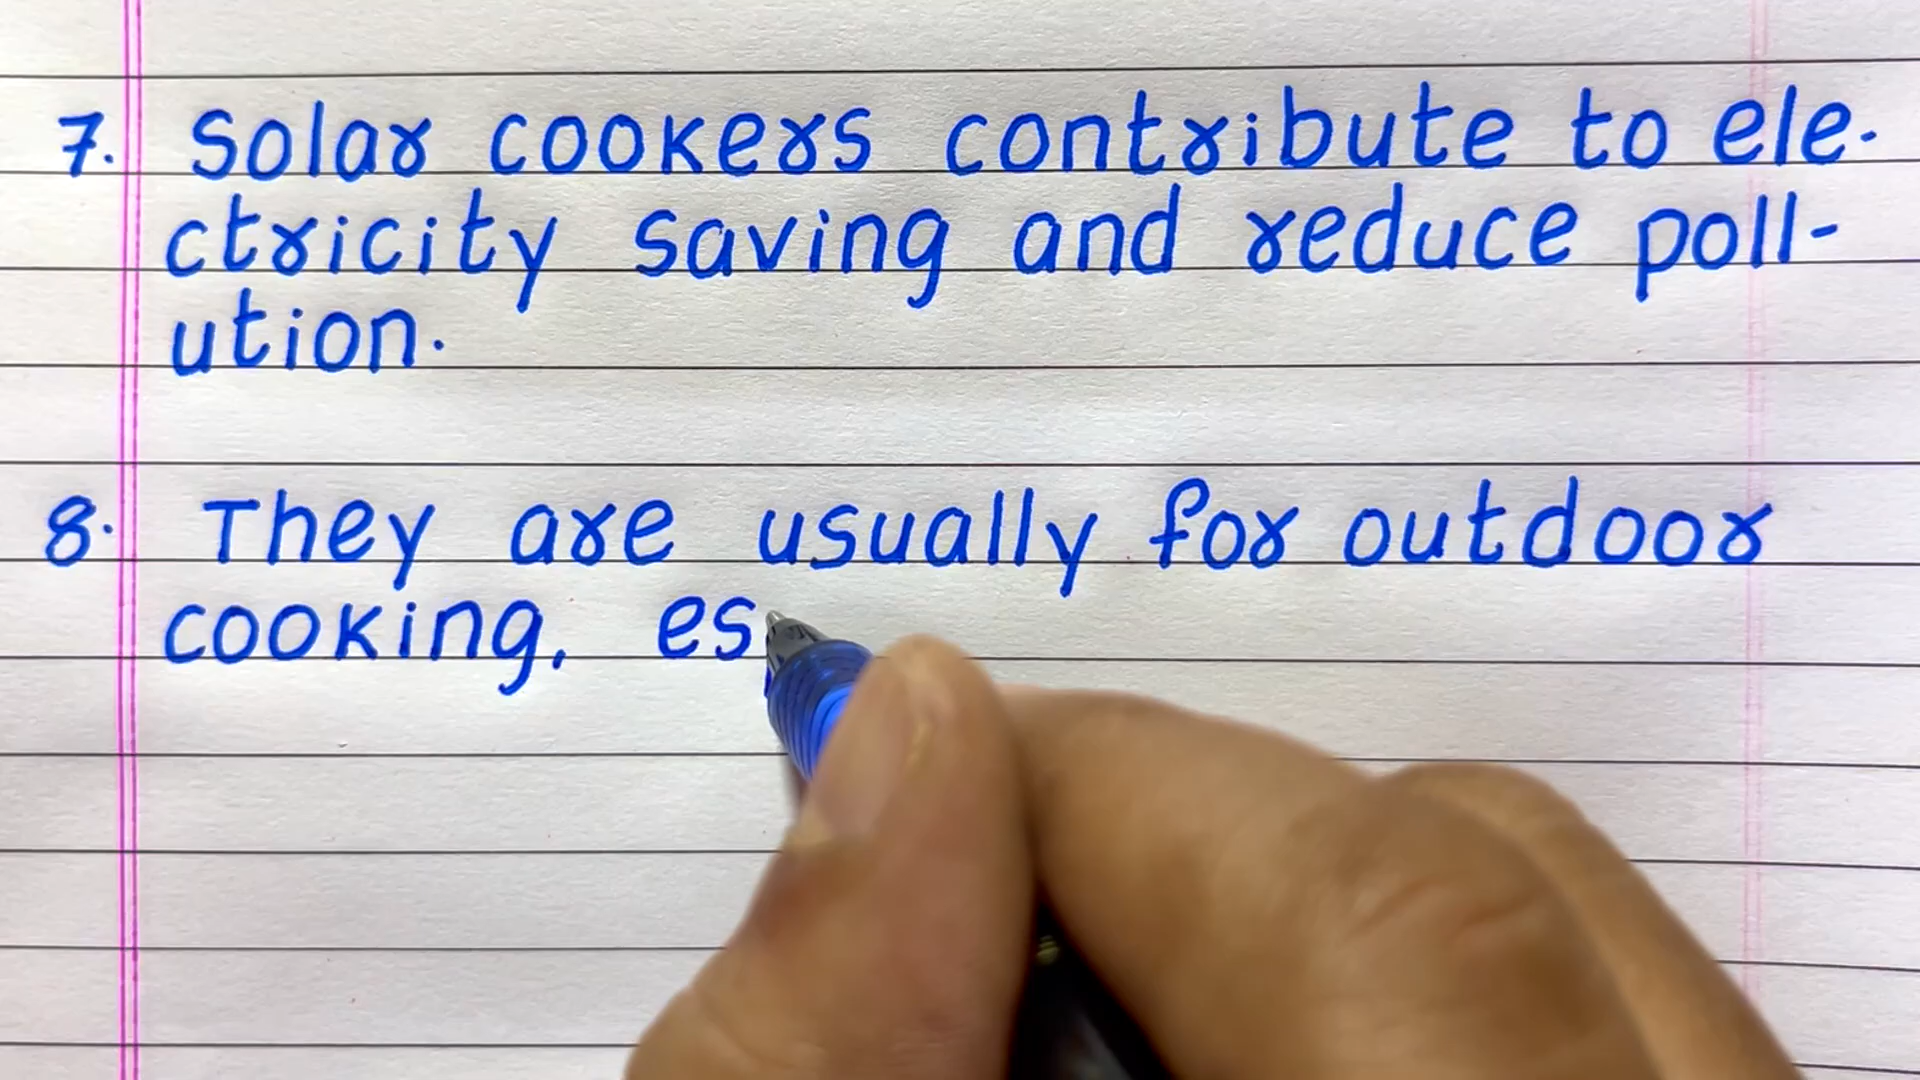 7. Solar cookers contribute to ele-
ctricity saving and reduce poll-
ution.
8. They are usually for outdoor
cooking, es